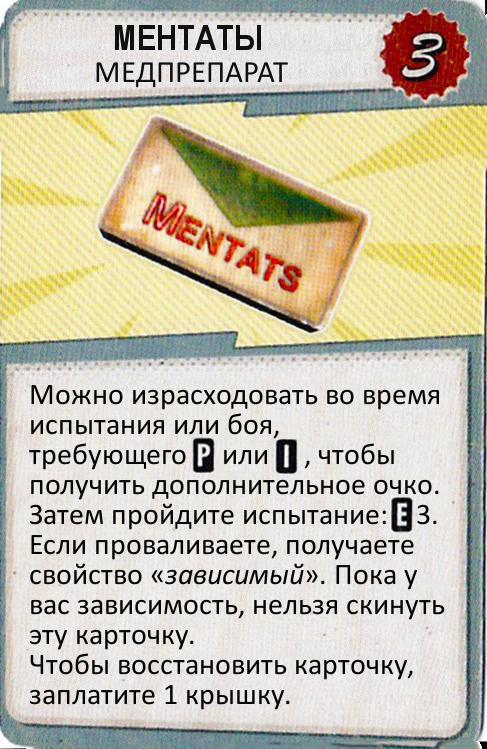 МЕНТАТЫ
МЕДПРЕПАРАТ
3
MENTATS
Можно израсходовать во время
испытания или боя,
требующего P или I , чтобы
получить дополнительное очко.
Затем пройдите испытание: E 3.
Если проваливаете, получаете
свойство «зависимый». Пока у
вас зависимость, нельзя скинуть
эту карточку.
Чтобы восстановить карточку,
заплатите 1 крышку.